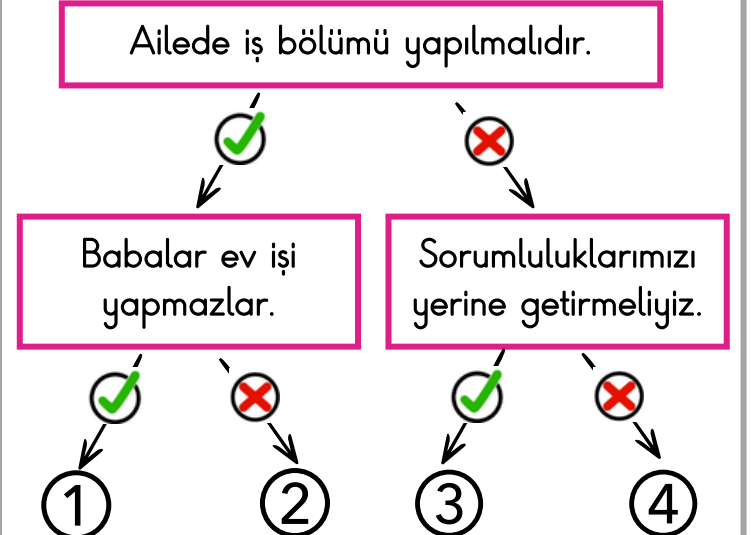 Ailede iş bölümü yapılmalıdır.
Babalar ev işi
yapmazlar.
Sorumluluklarımızı
yerine getirmeliyiz.
1
2
3
4